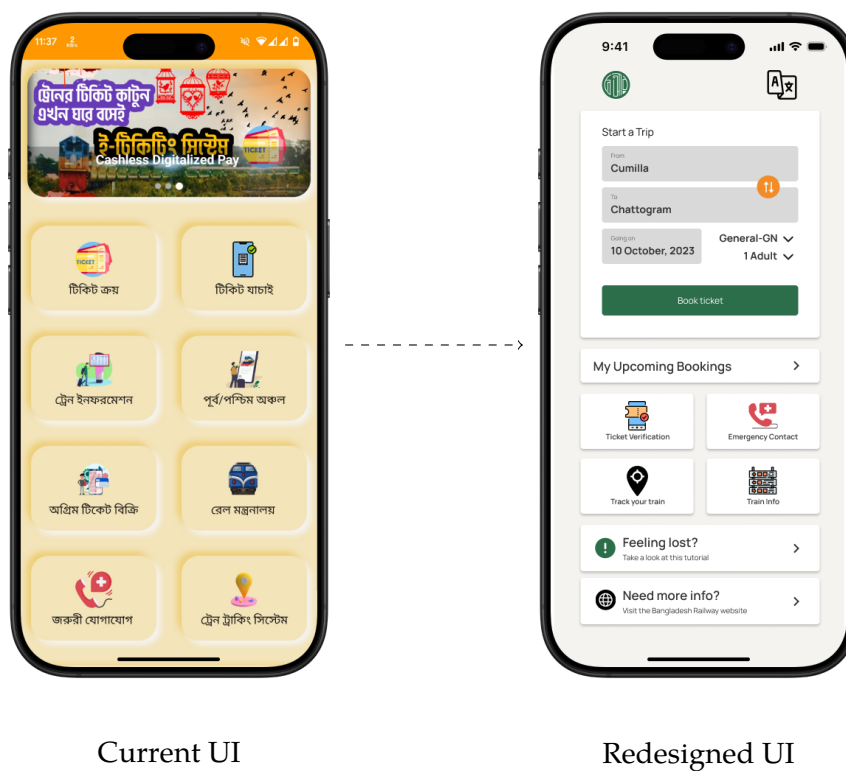 11:37
ট্রেনের টিকিট কাটুন
এখন ঘরে বসেই
ই-টিকিটিং সিস্টেম
TICKET
Cashless Digitalized Pay
TICKET
টিকিট ক্রয়
টিকিট যাচাই
ট্রেন ইনফরমেশন
পূর্ব/পশ্চিম অঞ্চল
অগ্রিম টিকেট বিক্রি
রেল মন্ত্রনালয়
জরুরী যোগাযোগ
ট্রেন ট্রাকিং সিস্টেম
Current UI
9:41
Start a Trip
From
Cumilla
To
Chattogram
Going on
10 October, 2023
General-GN
1 Adult
Book ticket
My Upcoming Bookings
Ticket Verification
Emergency Contact
Track your train
Train Info
Feeling lost?
Take a look at this tutorial
Need more info?
Visit the Bangladesh Railway website
Redesigned UI